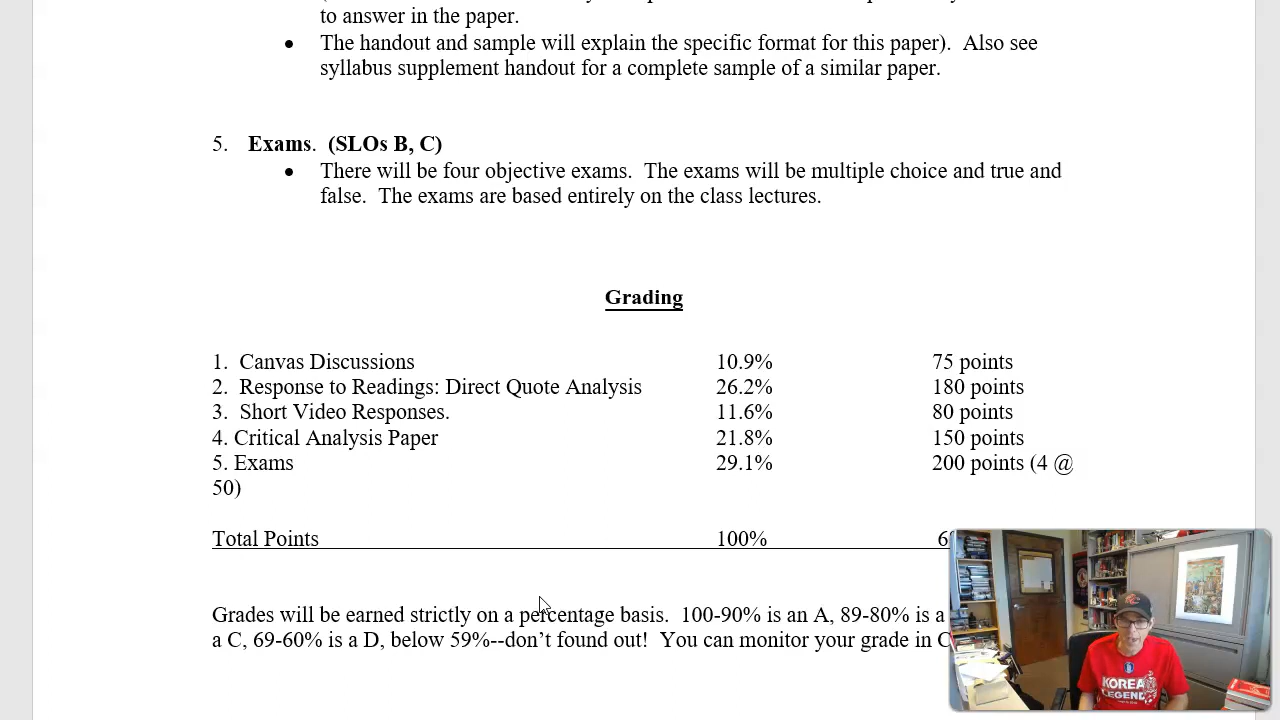 to answer in the paper.
• The handout and sample will explain the specific format for this paper).  Also see
syllabus supplement handout for a complete sample of a similar paper.
5. Exams.  (SLOs B, C)
• There will be four objective exams.  The exams will be multiple choice and true and
false.  The exams are based entirely on the class lectures.
Grading
1.  Canvas Discussions 10.9% 75 points
2.  Response to Readings: Direct Quote Analysis 26.2% 180 points
3.  Short Video Responses. 11.6% 80 points
4. Critical Analysis Paper 21.8% 150 points
5. Exams 29.1% 200 points (4 @
50)
Total Points 100% 6
Grades will be earned strictly on a percentage basis.  100-90% is an A, 89-80% is a
a C, 69-60% is a D, below 59%--don’t found out!  You can monitor your grade in C
KOREA
LEGEND